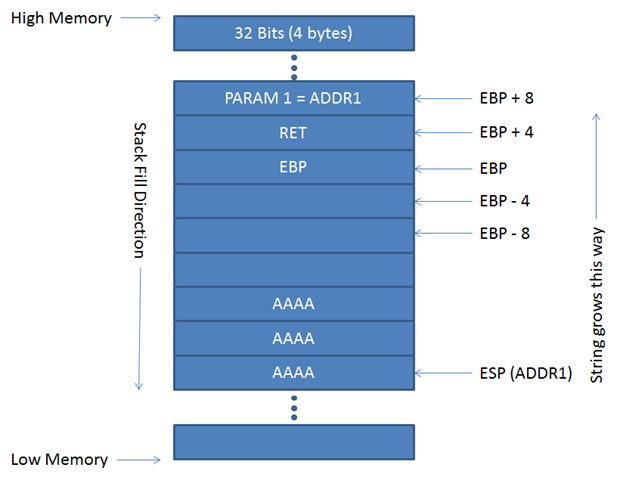 High Memory
32 Bits (4 bytes)
PARAM 1 = ADDR1
EBP + 8
RET
EBP + 4
EBP
EBP
EBP - 4
EBP - 8
AAAA
AAAA
AAAA
ESP (ADDR1)
Low Memory
Stack Fill Direction
String grows this way